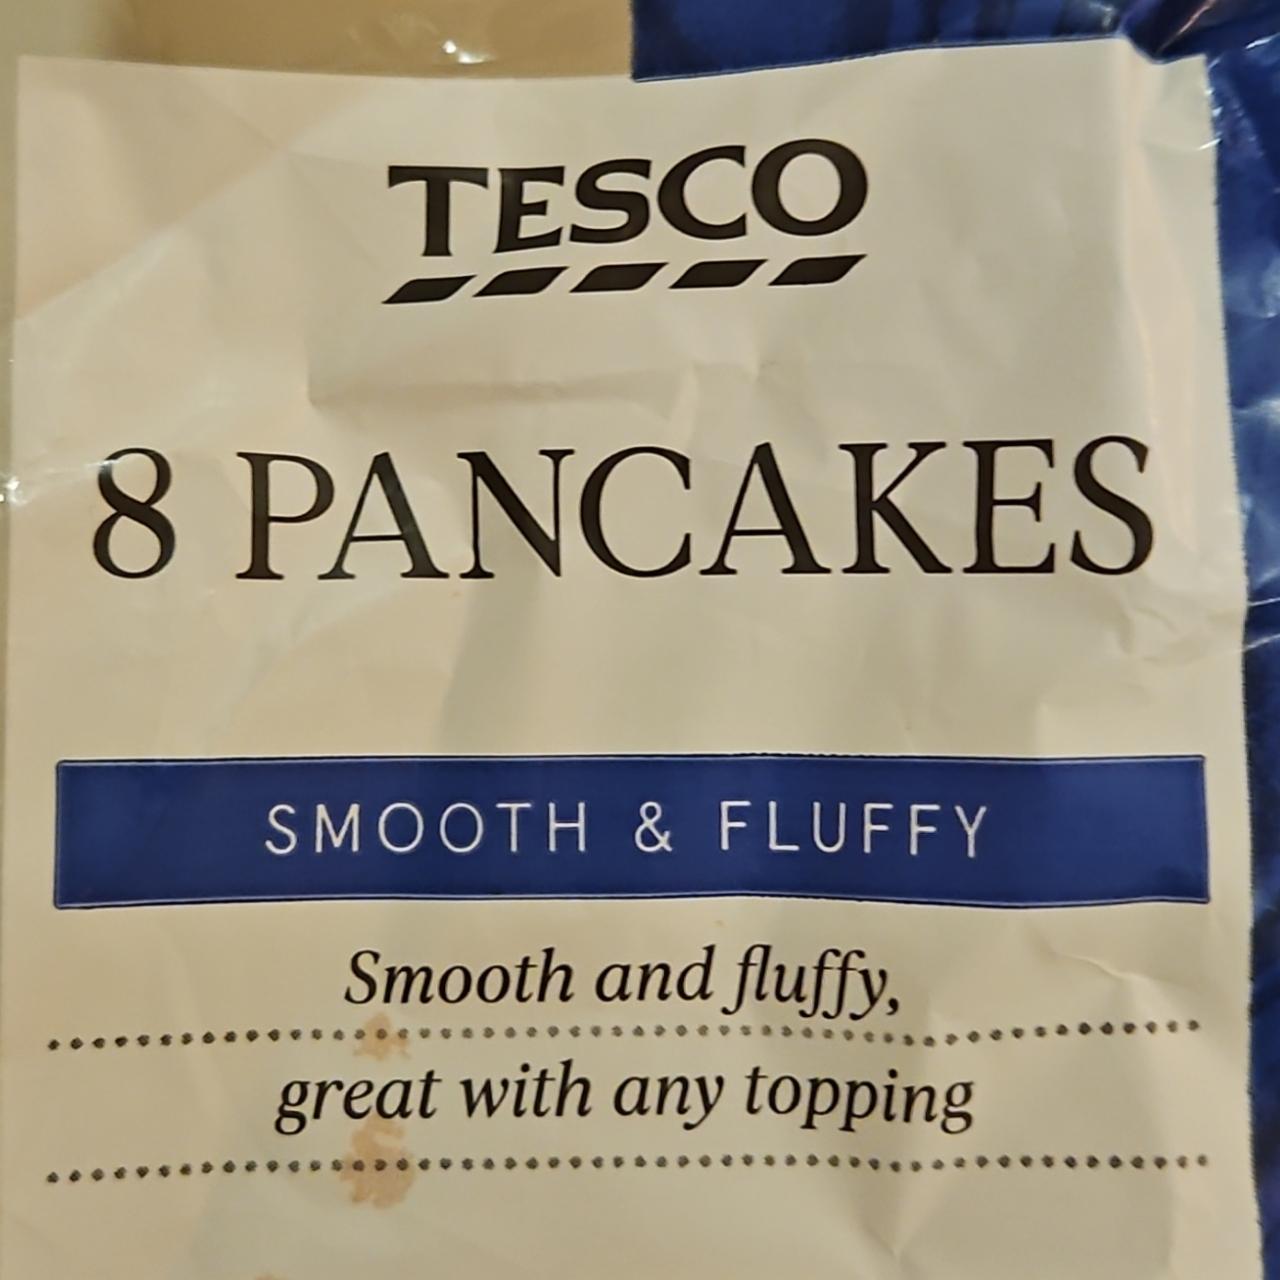 TESCO
8 PANCAKES
SMOOTH & FLUFFY
Smooth and fluffy,
great with any topping